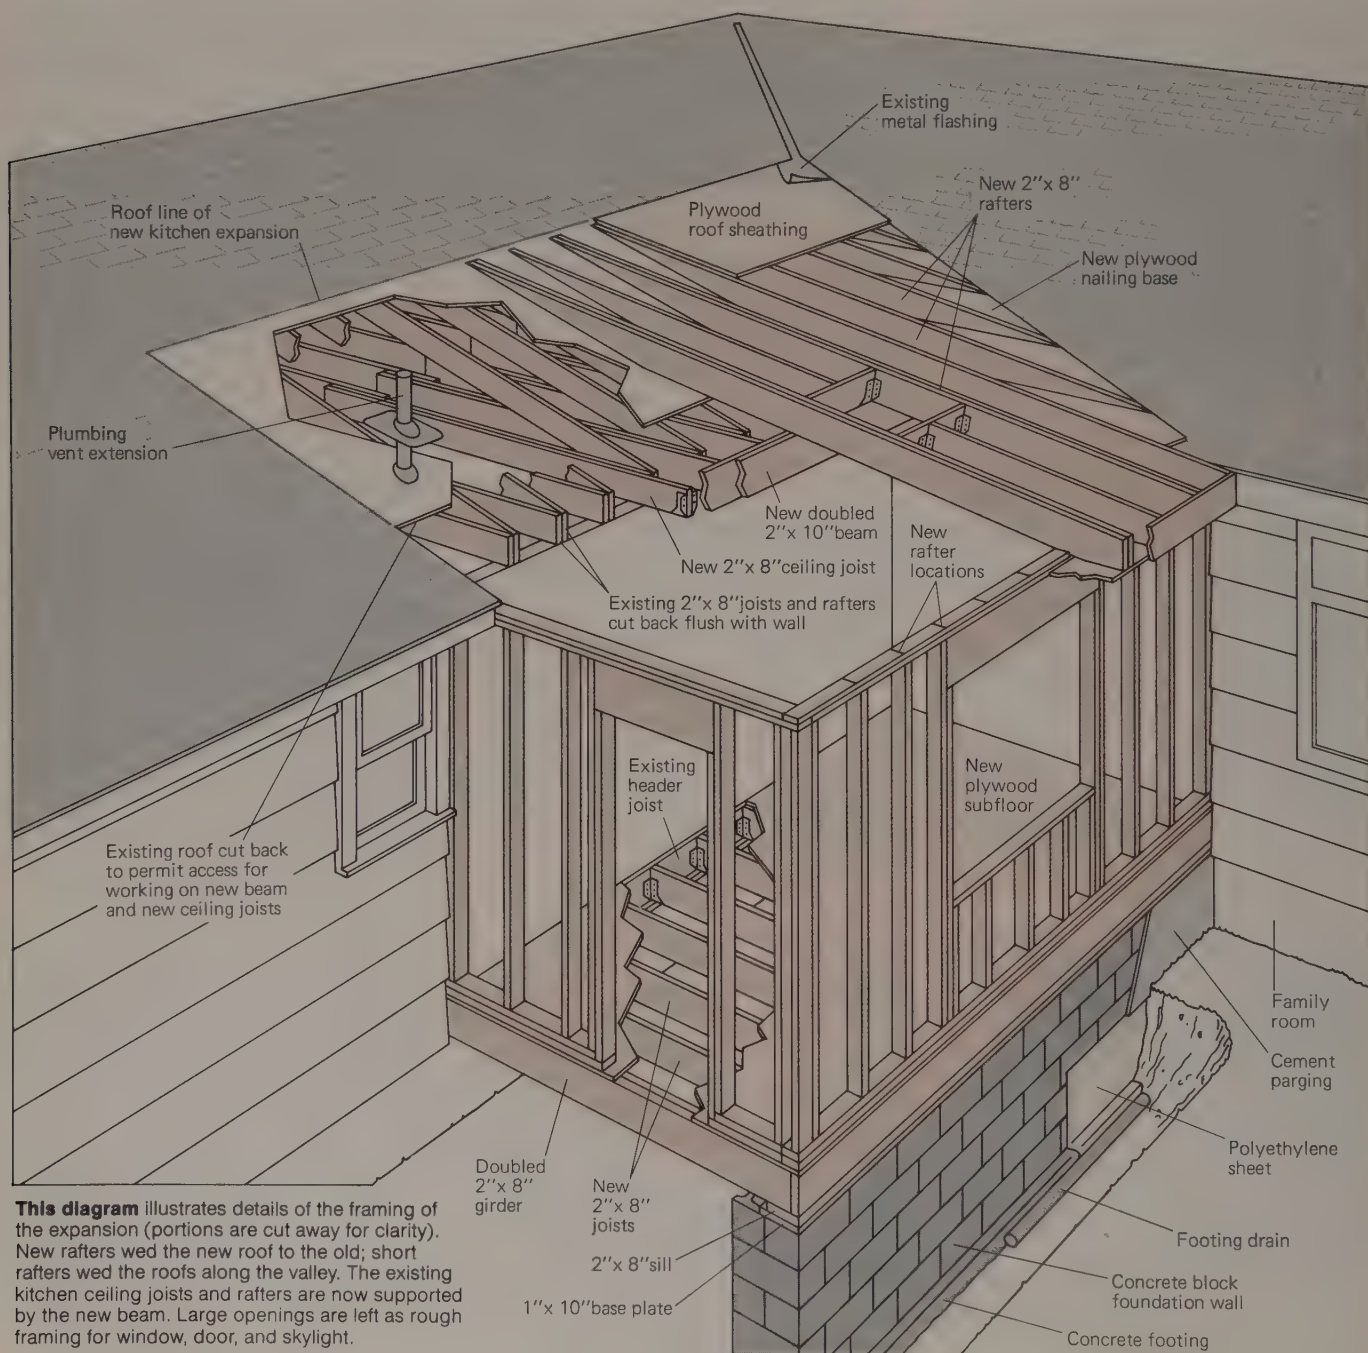 Existing
metal flashing
New 2"x 8"
rafters
Roof line of
new kitchen expansion
Plywood
roof sheathing
New plywood
nailing base
Plumbing
vent extension
New doubled
2"x 10"beam
New
rafter
locations
New 2"x 8"ceiling joist
Existing 2"x 8"joists and rafters
cut back flush with wall
Existing
header
joist
New
plywood
subfloor
Existing roof cut back
to permit access for
working on new beam
and new ceiling joists
Family
room
Cement
parging
Polyethylene
sheet
Doubled
2"x 8"
girder
New
2"x 8"
joists
Footing drain
2"x 8"sill
Concrete block
foundation wall
1"x 10"base plate
Concrete footing
This diagram illustrates details of the framing of
the expansion (portions are cut away for clarity).
New rafters wed the new roof to the old; short
rafters wed the roofs along the valley. The existing
kitchen ceiling joists and rafters are now supported
by the new beam. Large openings are left as rough
framing for window, door, and skylight.